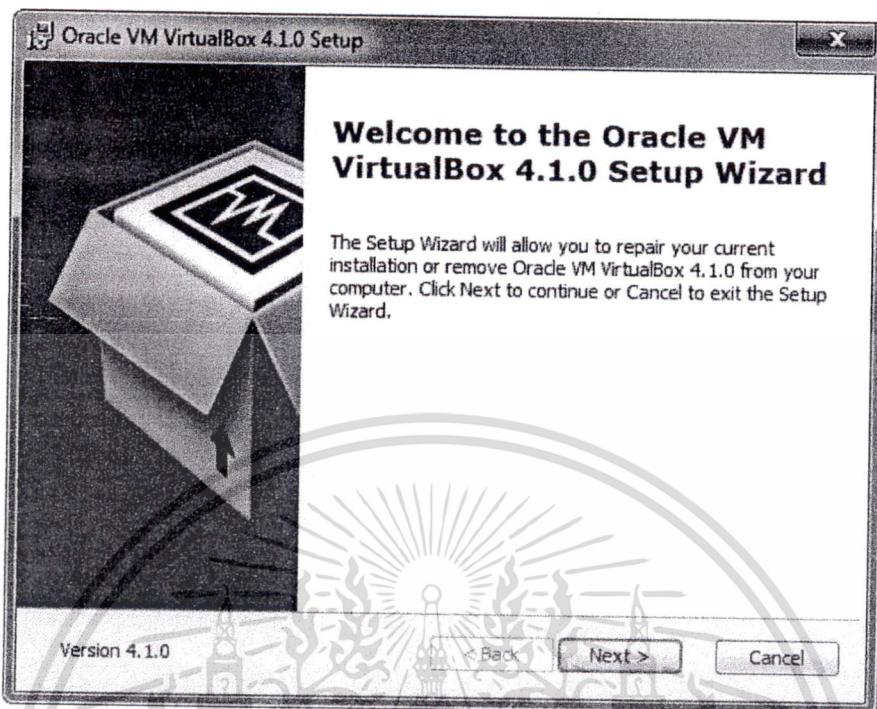 Oracle VM VirtualBox 4.1.0 Setup
Welcome to the Oracle VM
VirtualBox 4.1.0 Setup Wizard
The Setup Wizard will allow you to repair your current
installation or remove Oracle VM VirtualBox 4.1.0 from your
computer. Click Next to continue or Cancel to exit the Setup
Wizard.
Version 4.1.0
< Back
Next >
Cancel